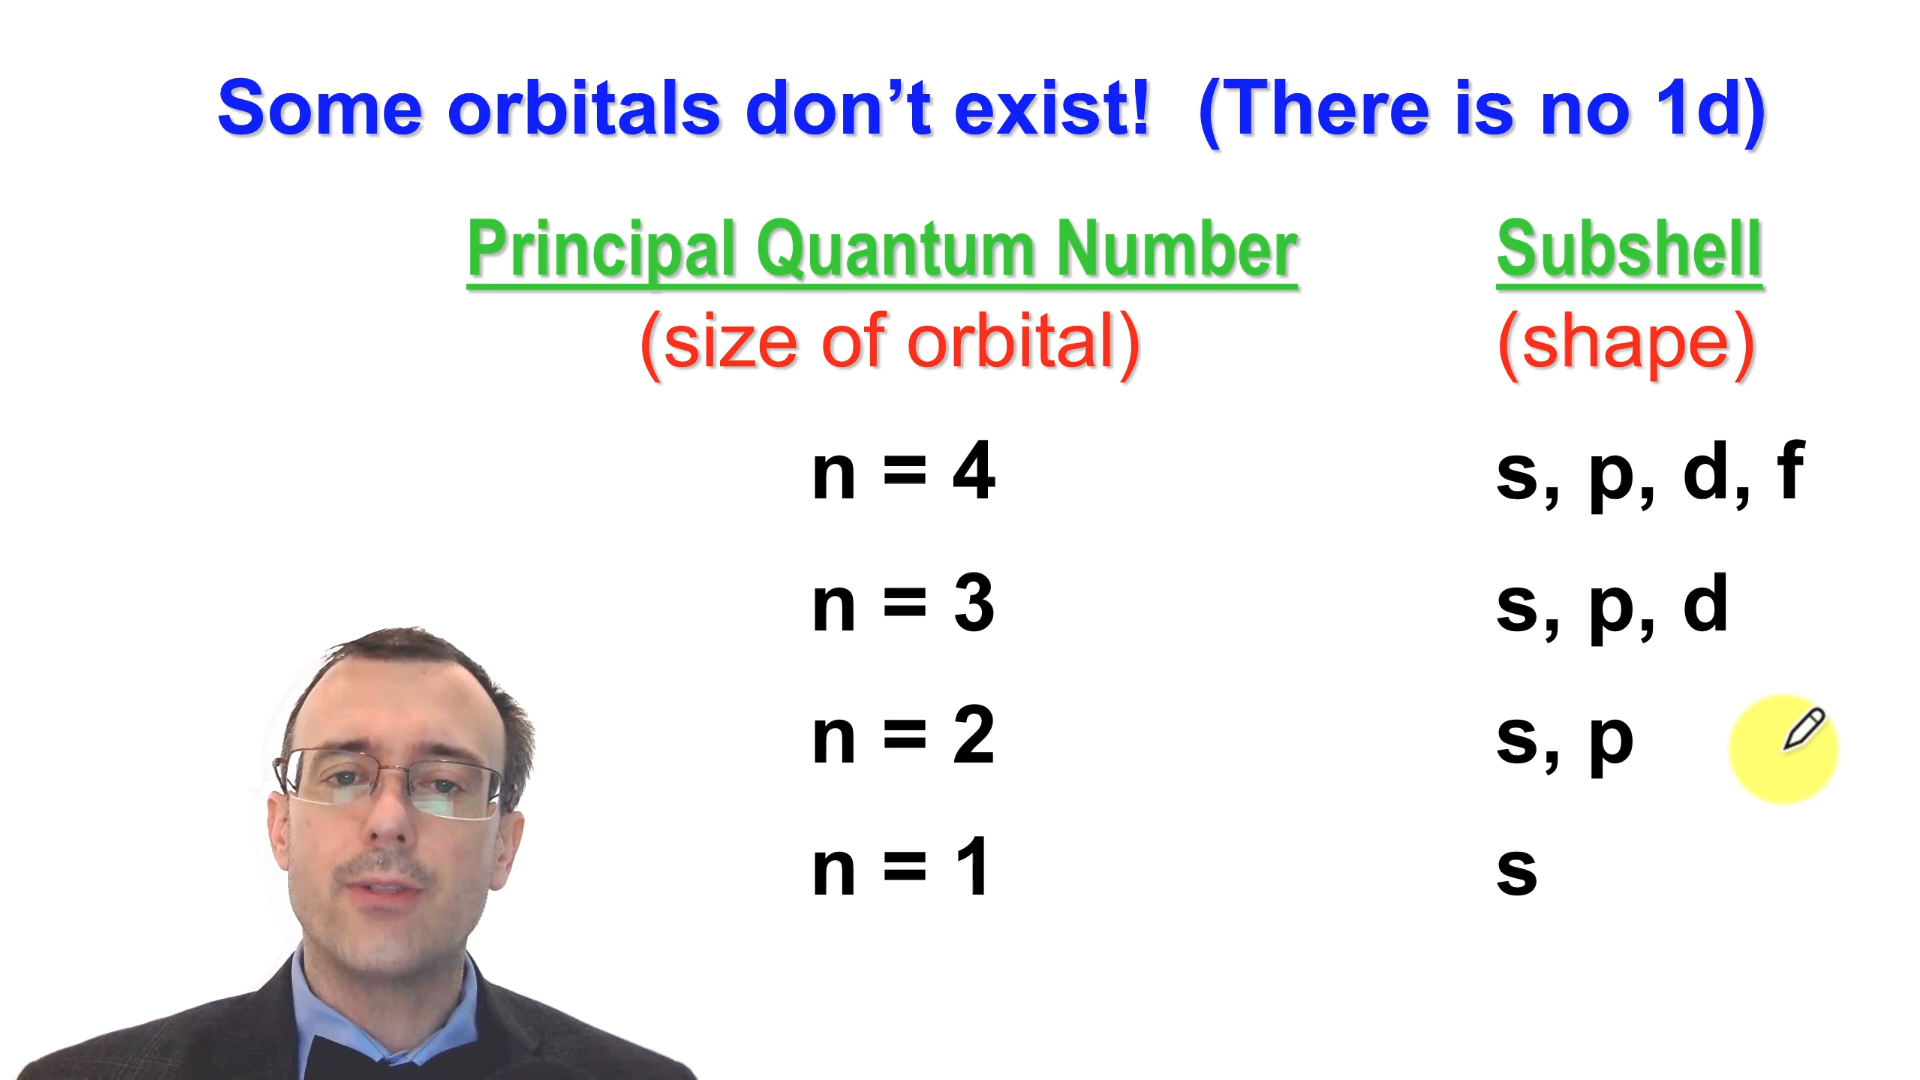 Some orbitals don’t exist! (There is no 1d)
Principal Quantum Number Subshell
(size of orbital) (shape)
n = 4 s, p, d, f
n = 3 s, p, d
n = 2 s, p
n = 1 s